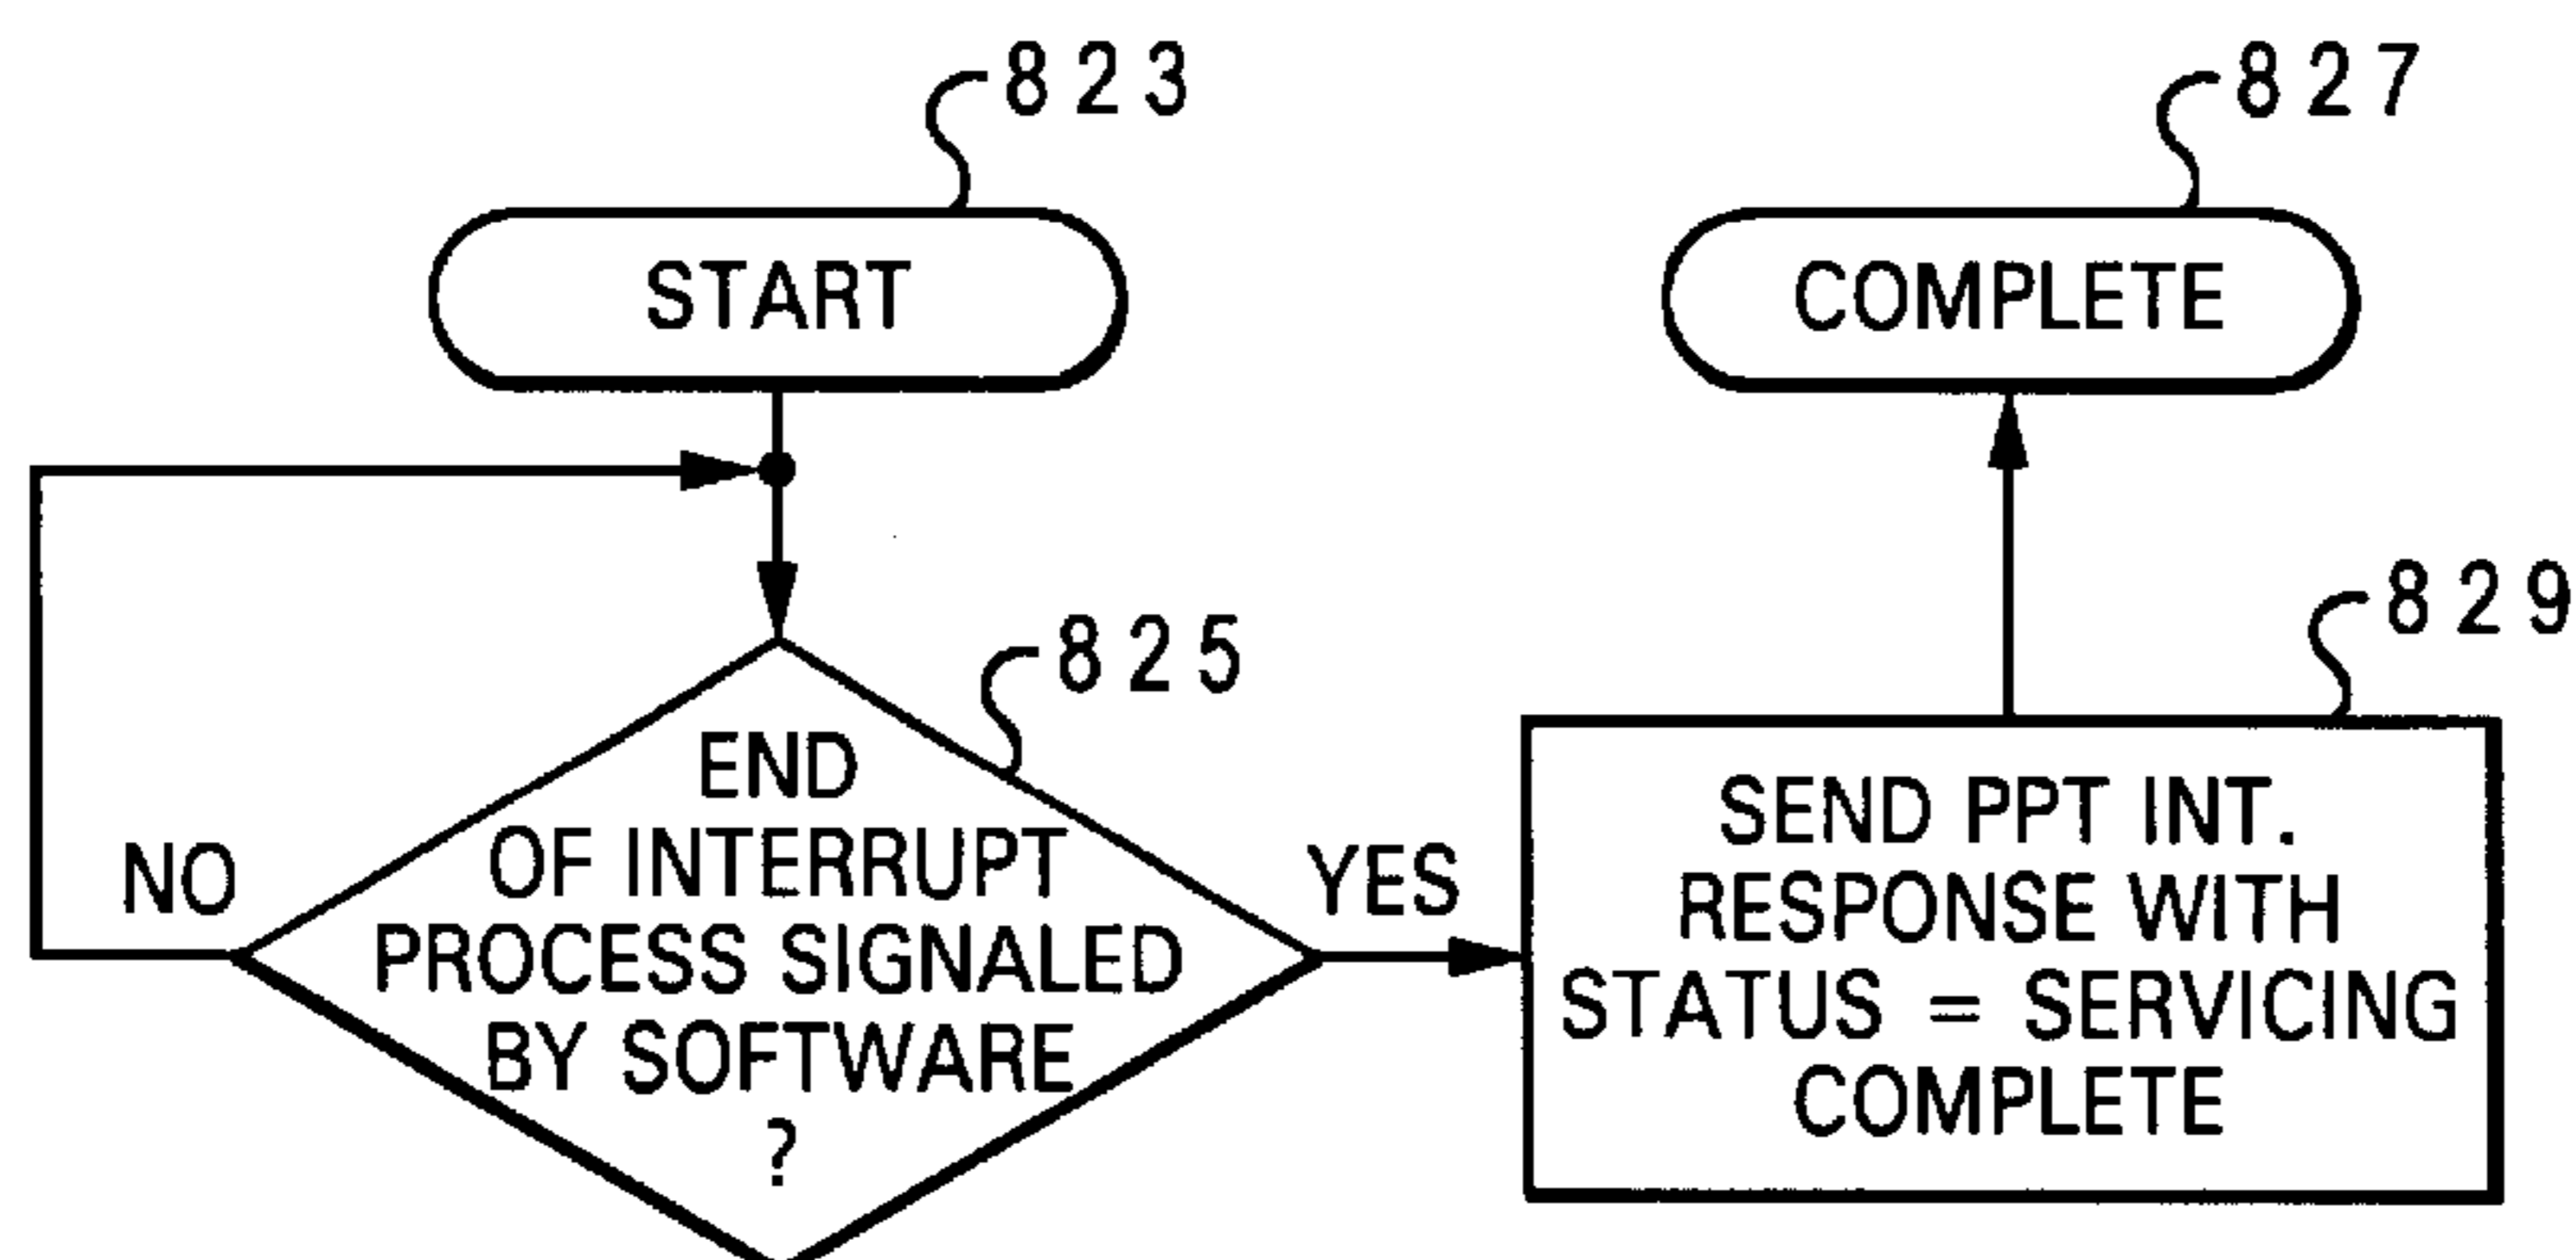 823
START
825
END
OF INTERRUPT
PROCESS SIGNALED
BY SOFTWARE
?
NO
YES
827
COMPLETE
829
SEND PPT INT.
RESPONSE WITH
STATUS = SERVICING
COMPLETE